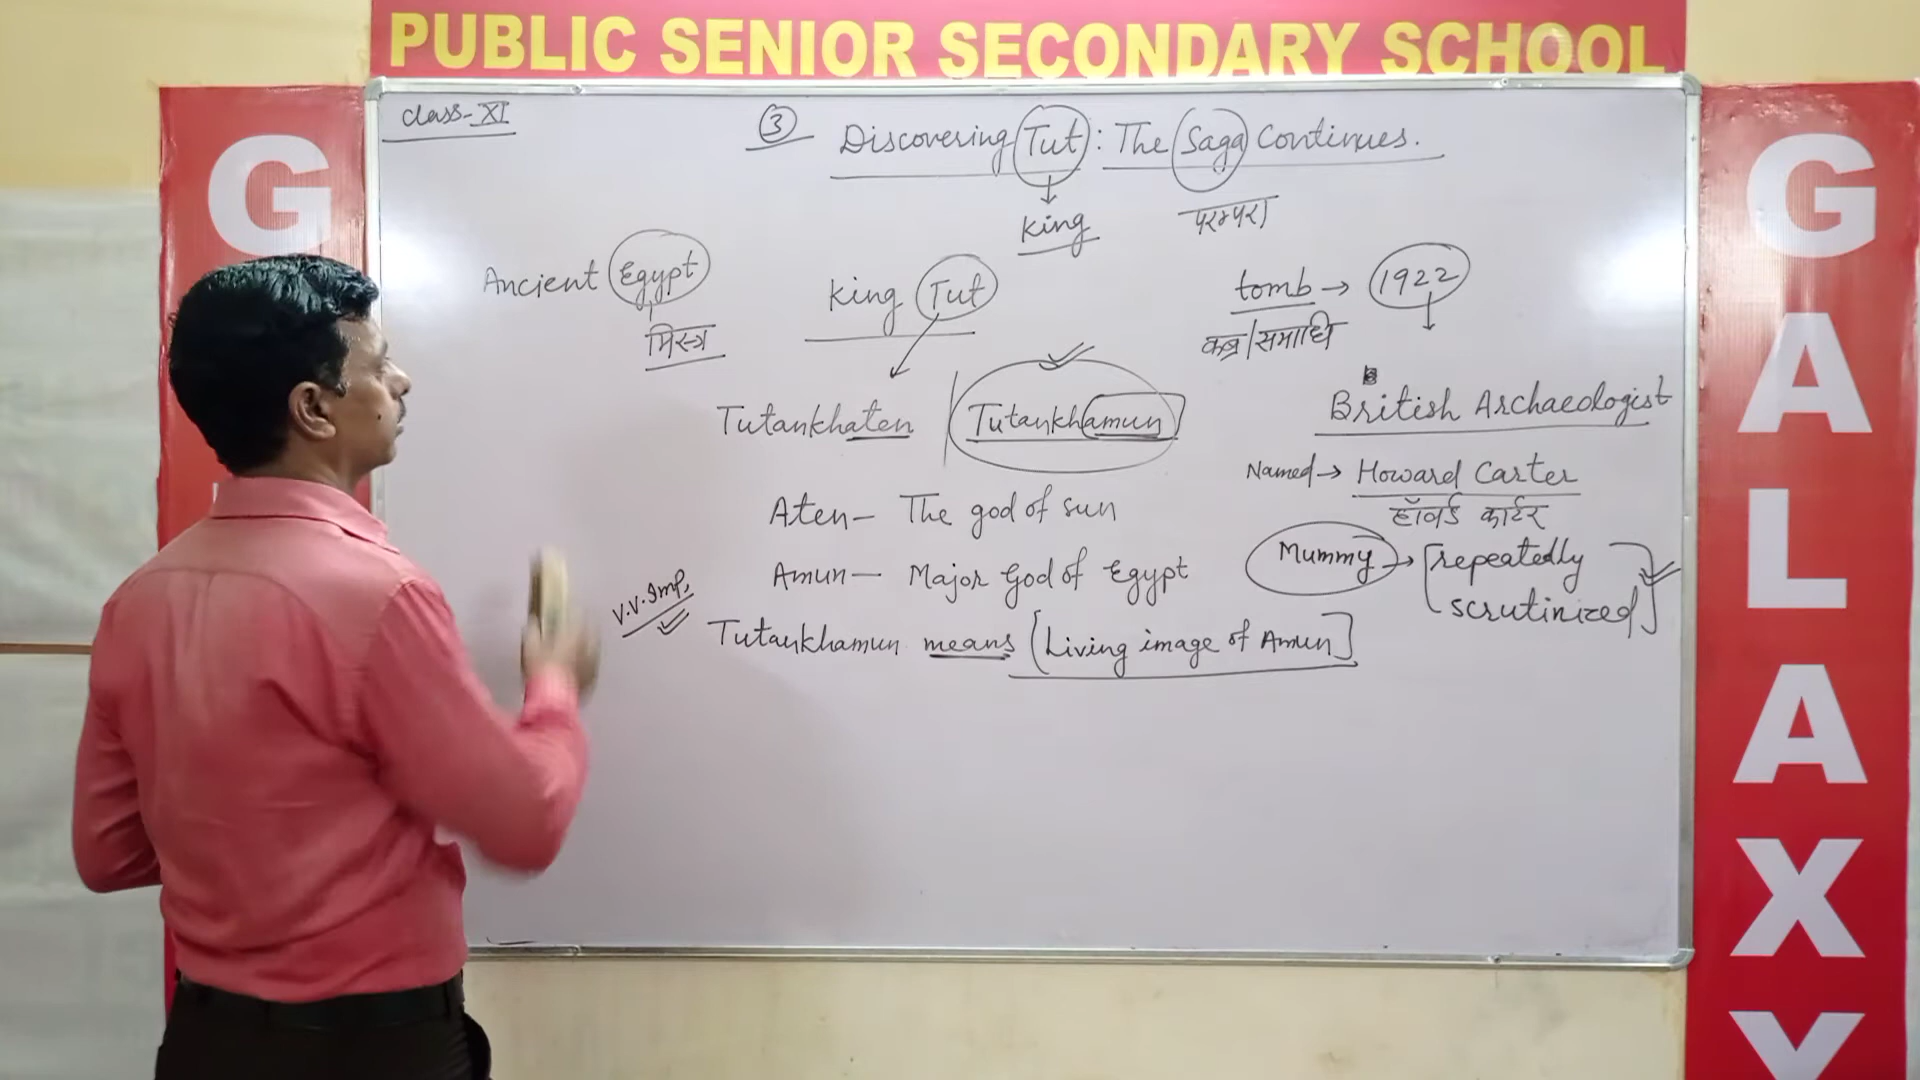 PUBLIC SENIOR SECONDARY SCHOOL
G
GALAXY
class-XI
③ Discovering Tut : The Saga Continues.
King
परम्परा
Ancient Egypt
मिस्त्र
King Tut
tomb → 1922
कब्र/समाधि
Tutankhaten
Tutankhamun
British Archaeologist
Named → Howard Carter
हॉवर्ड कार्टर
Aten – The god of sun
Amun – Major God of Egypt
Mummy → [repeatedly
scrutinized]
V.V. Imp.
Tutankhamun means [Living image of Amun]